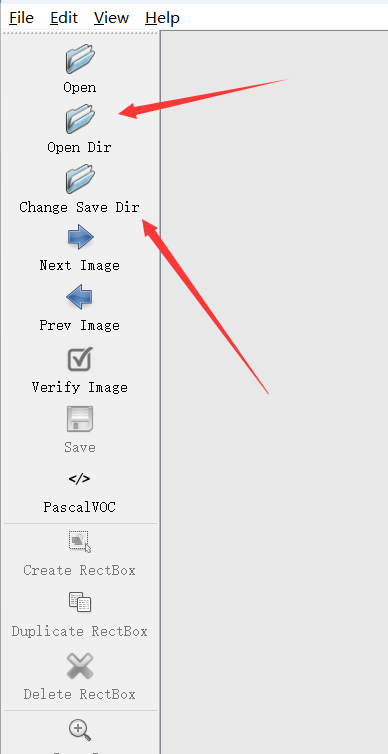 File Edit View Help
Open
Open Dir
Change Save Dir
Next Image
Prev Image
Verify Image
Save
</>
PascalVOC
Create RectBox
Duplicate RectBox
Delete RectBox